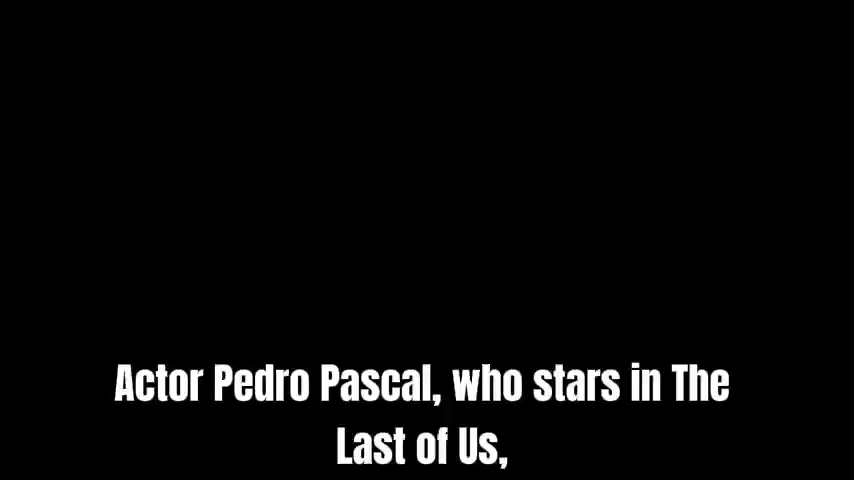 Actor Pedro Pascal, who stars in The
Last of Us,